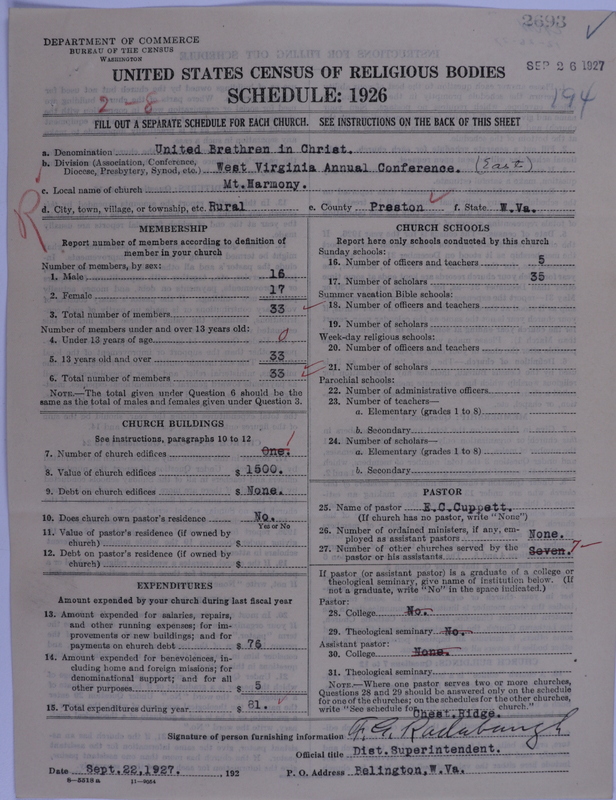 2693
DEPARTMENT OF COMMERCE
BUREAU OF THE CENSUS
WASHINGTON
SEP 26 1927
UNITED STATES CENSUS OF RELIGIOUS BODIES
2-8
SCHEDULE: 1926
194
FILL OUT A SEPARATE SCHEDULE FOR EACH CHURCH. SEE INSTRUCTIONS ON THE BACK OF THIS SHEET
a. Denomination United Brethren in Christ.
b. Division (Association, Conference, Diocese, Presbytery, Synod, etc.) West Virginia Annual Conference. (East)
c. Local name of church Mt.Harmony.
R
d. City, town, village, or township, etc. Rural e. County Preston f. State W.Va.
MEMBERSHIP
Report number of members according to definition of
member in your church
Number of members, by sex:
1. Male 16
2. Female 17
3. Total number of members 33
Number of members under and over 13 years old:
4. Under 13 years of age 0
5. 13 years old and over 33
6. Total number of members 33
NOTE.—The total given under Question 6 should be
same as the total of males and females given under Question 3.
CHURCH BUILDINGS
See instructions, paragraphs 10 to 12
7. Number of church edifices One. 1
8. Value of church edifices $ 1500.
9. Debt on church edifices $ None.
10. Does church own pastor's residence No.
Yes or No
11. Value of pastor's residence (if owned by
church) $
12. Debt on pastor's residence (if owned by
church) $
EXPENDITURES
Amount expended by your church during last fiscal year
13. Amount expended for salaries, repairs,
and other running expenses; for im-
provements or new buildings; and for
payments on church debt $ 76
14. Amount expended for benevolences, in-
cluding home and foreign missions; for
denominational support; and for all
other purposes $ 5
15. Total expenditures during year $ 81.
CHURCH SCHOOLS
Report here only schools conducted by this church
Sunday schools:
16. Number of officers and teachers 5
17. Number of scholars 35
Summer vacation Bible schools:
18. Number of officers and teachers
19. Number of scholars
Week-day religious schools:
20. Number of officers and teachers
21. Number of scholars
Parochial schools:
22. Number of administrative officers
23. Number of teachers—
a. Elementary (grades 1 to 8)
b. Secondary
24. Number of scholars—
a. Elementary (grades 1 to 8)
b. Secondary
PASTOR
25. Name of pastor E.C.Cuppett.
(If church has no pastor, write "None")
26. Number of ordained ministers, if any, em-
ployed as assistant pastors None.
27. Number of other churches served by the
pastor or his assistants Seven. 7
If pastor (or assistant pastor) is a graduate of a college or
theological seminary, give name of institution below. (If
not a graduate, write "No" in the space indicated.)
Pastor:
28. College No.
29. Theological seminary No.
Assistant pastor:
30. College None.
31. Theological seminary
NOTE.—Where one pastor serves two or more churches,
Questions 28 and 29 should be answered only on the schedule
for one of the churches; on the schedules for the other churches,
write "See schedule for Chest.Ridge. church."
Signature of person furnishing information F. G. Radabaugh
Official title Dist.Superintendent.
Date Sept.22,1927. , 192 P. O. Address Belington,W.Va.
8-5518 a 11-9054